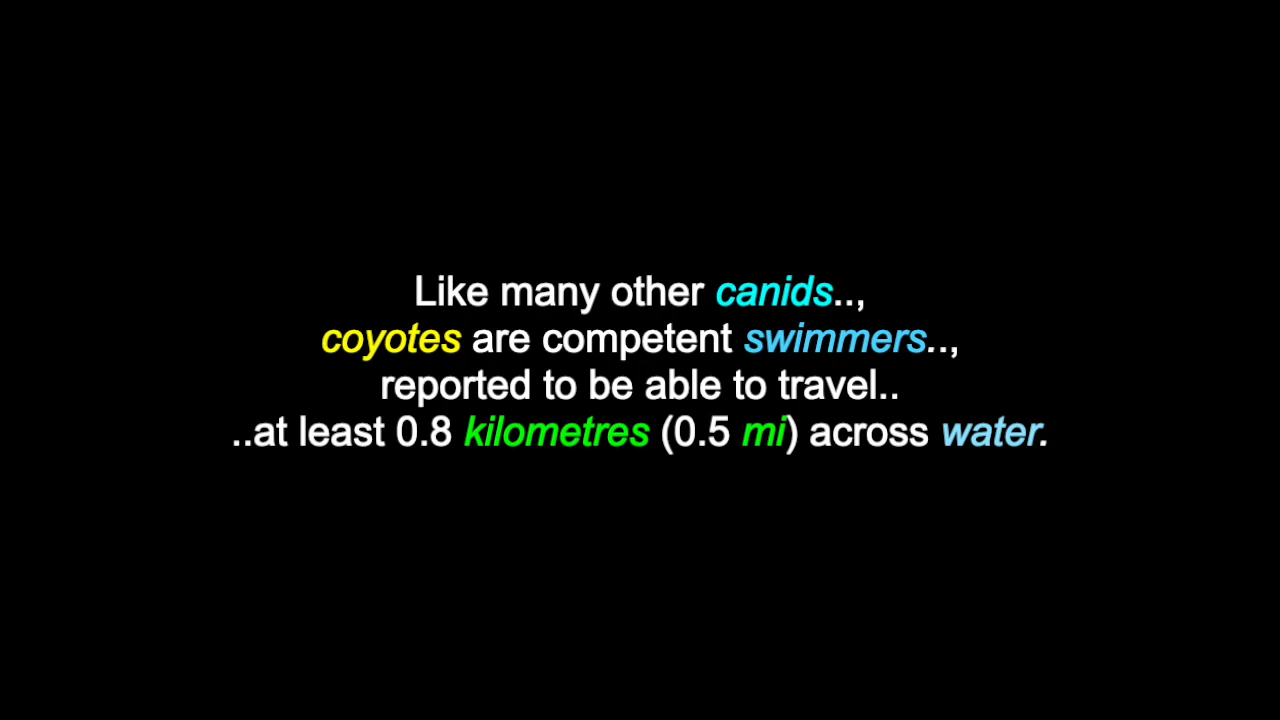 Like many other canids..,
coyotes are competent swimmers..,
reported to be able to travel..
..at least 0.8 kilometres (0.5 mi) across water.